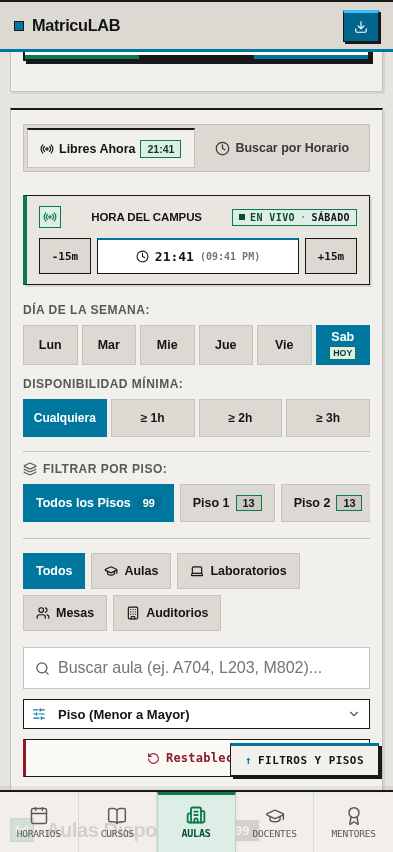 MatricuLAB
Libres Ahora 21:41
Buscar por Horario
HORA DEL CAMPUS
EN VIVO · SÁBADO
-15m
21:41 (09:41 PM)
+15m
DÍA DE LA SEMANA:
Lun
Mar
Mie
Jue
Vie
Sab
HOY
DISPONIBILIDAD MÍNIMA:
Cualquiera
≥ 1h
≥ 2h
≥ 3h
FILTRAR POR PISO:
Todos los Pisos 99
Piso 1 13
Piso 2 13
Todos
Aulas
Laboratorios
Mesas
Auditorios
Buscar aula (ej. A704, L203, M802)...
Piso (Menor a Mayor)
Restablec
↑ FILTROS Y PISOS
Aulas Dispo
99
HORARIOS
CURSOS
AULAS
DOCENTES
MENTORES